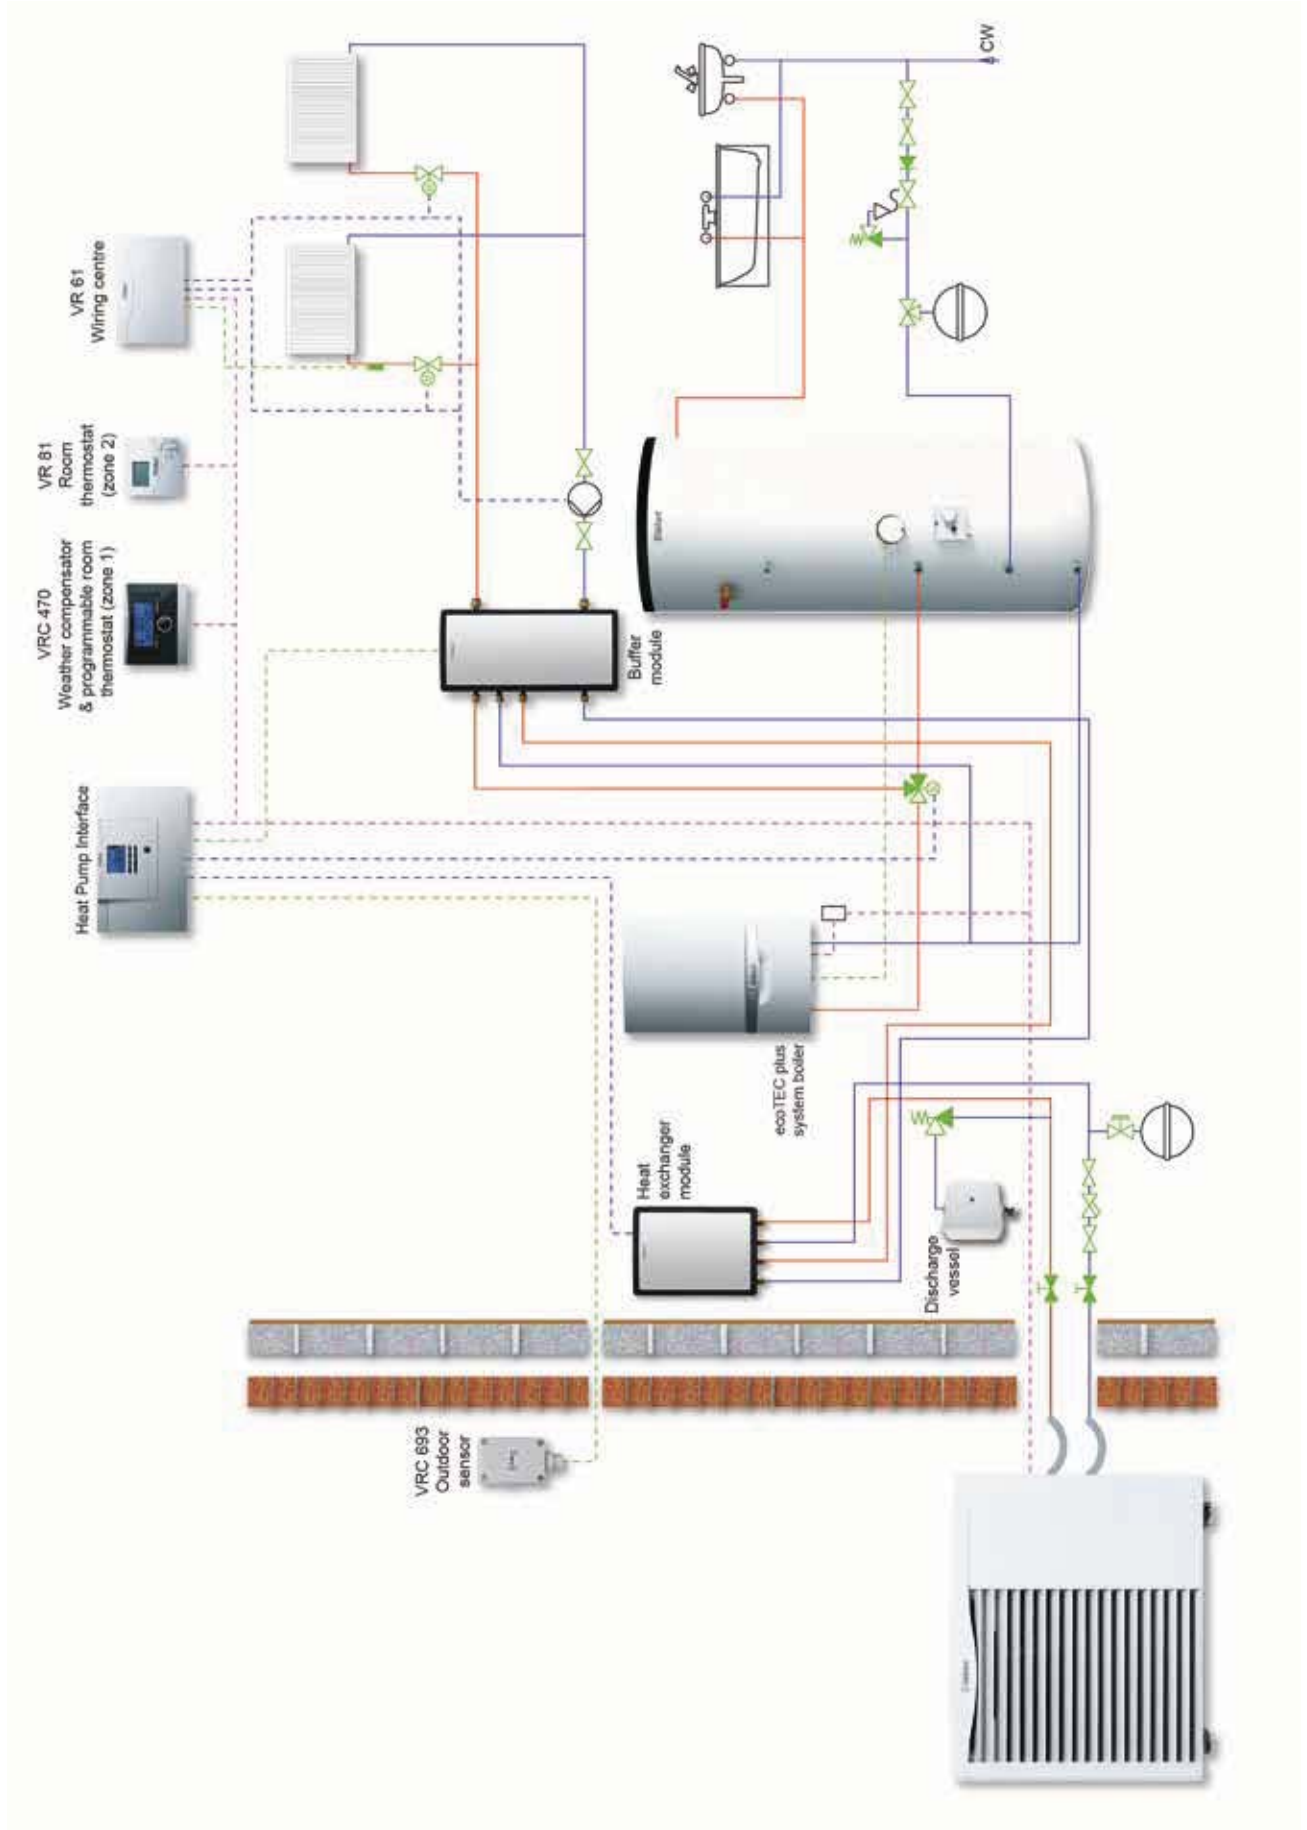 Heat Pump Interface
VRC 470
Weather compensator
& programmable room
thermostat (zone 1)
VR 81
Room
thermostat
(zone 2)
VR 61
Wiring centre
VRC 693
Outdoor
sensor
Heat
exchanger
module
ecoTEC plus
system boiler
Buffer
module
Discharge
vessel
CW